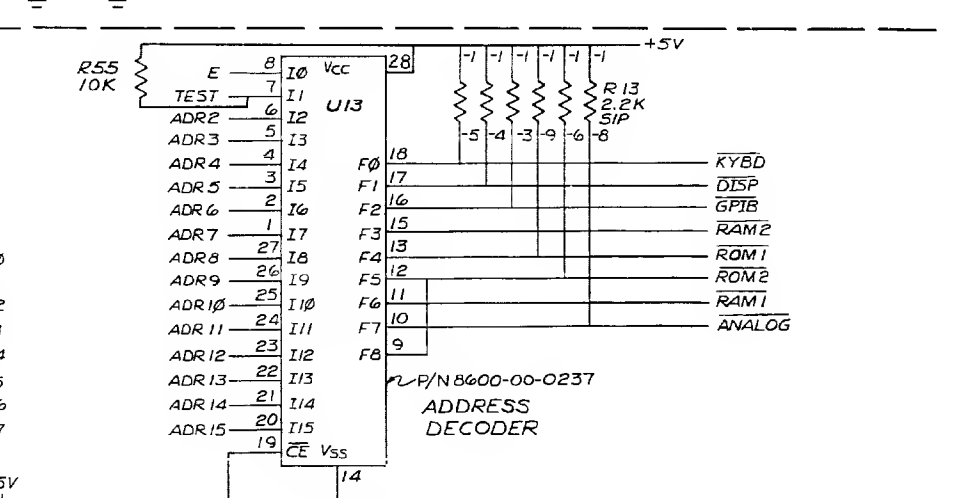 +5V
-1 -1 -1 -1 -1 -1
R55
10K
E 8 IØ VCC 28
TEST 7 I1 U13
R13
2.2K
SIP
ADR2 6 I2
ADR3 5 I3
-5 -4 -3 -9 -6 -8
ADR4 4 I4 FØ 18 KYBD
ADR5 3 I5 F1 17 DISP
ADR6 2 I6 F2 16 GPIB
ADR7 1 I7 F3 15 RAM2
ADR8 27 I8 F4 13 ROM1
ADR9 26 I9 F5 12 ROM2
ADR1Ø 25 I1Ø F6 11 RAM1
ADR11 24 I11 F7 10 ANALOG
ADR12 23 I12 F8 9
ADR13 22 I13 P/N 8600-00-0237
ADR14 21 I14 ADDRESS
ADR15 20 I15 DECODER
19 CE VSS
14
5V